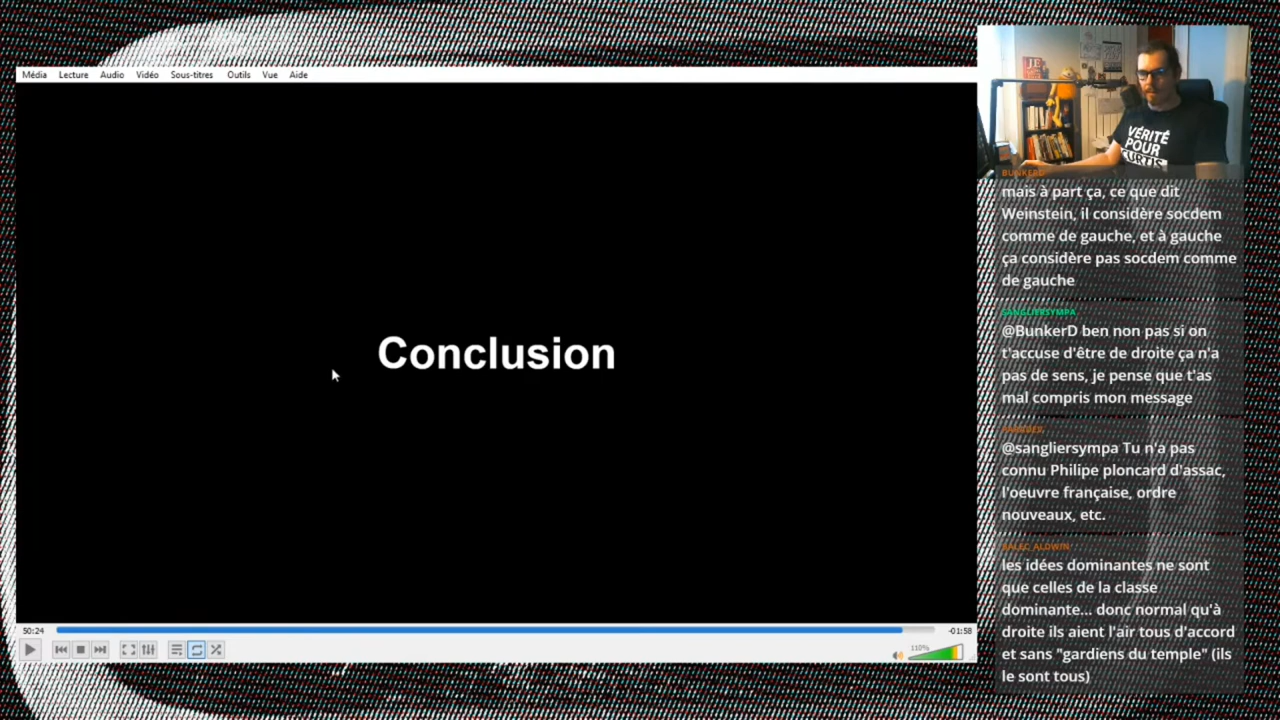 Média Lecture Audio Vidéo Sous-titres Outils Vue Aide
Conclusion
50:24
-01:58
110%
JE
VÉRITÉ
POUR
CURTIS
BUNKERD
mais à part ça, ce que dit
Weinstein, il considère socdem
comme de gauche, et à gauche
ça considère pas socdem comme
de gauche
SANGLIERSYMPA
@BunkerD ben non pas si on
t'accuse d'être de droite ça n'a
pas de sens, je pense que t'as
mal compris mon message
@sangliersympa Tu n'a pas
connu Philipe ploncard d'assac,
l'oeuvre française, ordre
nouveaux, etc.
les idées dominantes ne sont
que celles de la classe
dominante... donc normal qu'à
droite ils aient l'air tous d'accord
et sans "gardiens du temple" (ils
le sont tous)